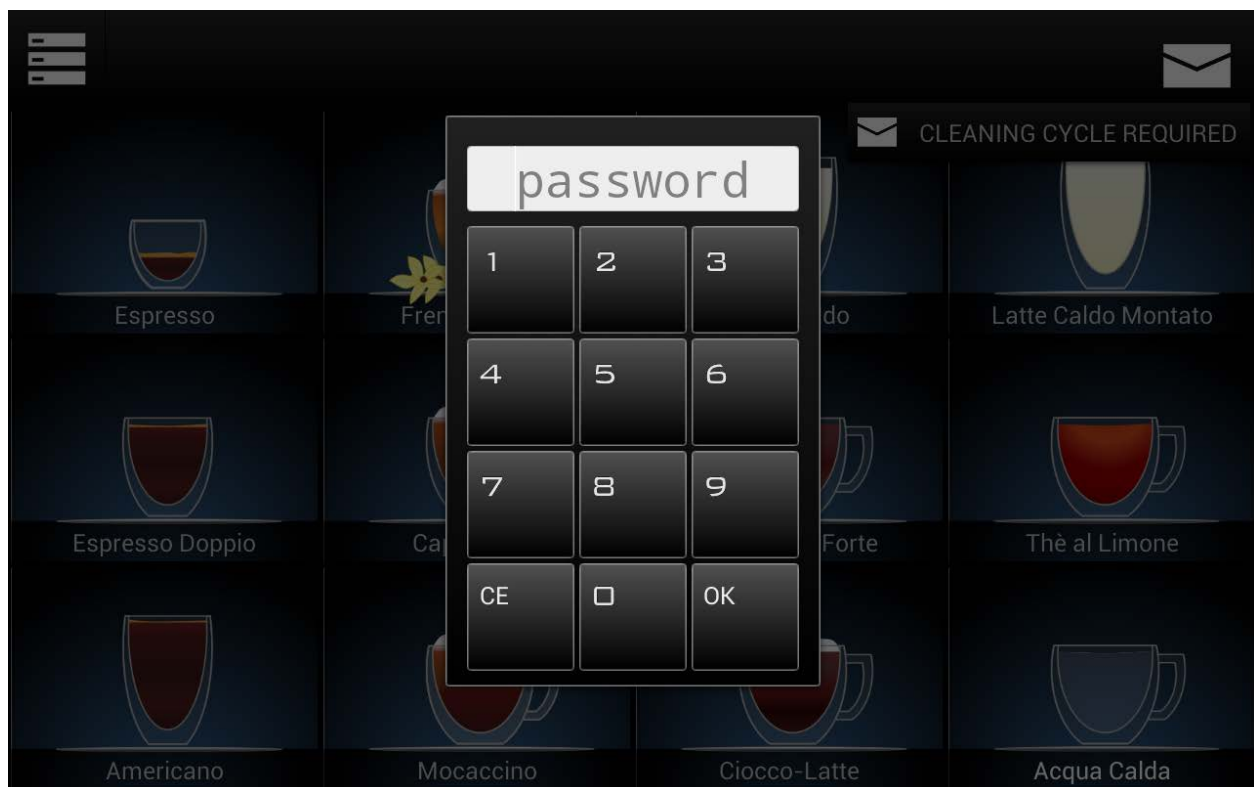 CLEANING CYCLE REQUIRED
password
1 2 3
4 5 6
7 8 9
CE 0 OK
Espresso
Latte Caldo Montato
Espresso Doppio
Forte
Thè al Limone
Americano
Mocaccino
Ciocco-Latte
Acqua Calda